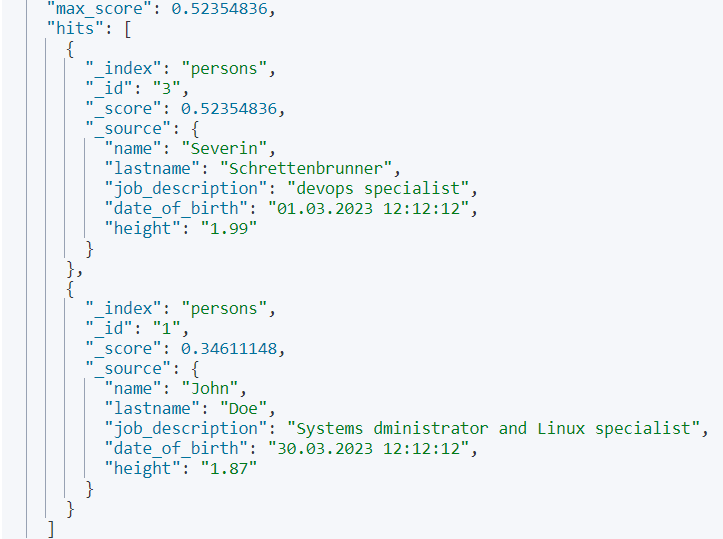 "max_score": 0.52354836,
"hits": [
{
"_index": "persons",
"_id": "3",
"_score": 0.52354836,
"_source": {
"name": "Severin",
"lastname": "Schrettenbrunner",
"job_description": "devops specialist",
"date_of_birth": "01.03.2023 12:12:12",
"height": "1.99"
}
},
{
"_index": "persons",
"_id": "1",
"_score": 0.34611148,
"_source": {
"name": "John",
"lastname": "Doe",
"job_description": "Systems dministrator and Linux specialist",
"date_of_birth": "30.03.2023 12:12:12",
"height": "1.87"
}
}
]